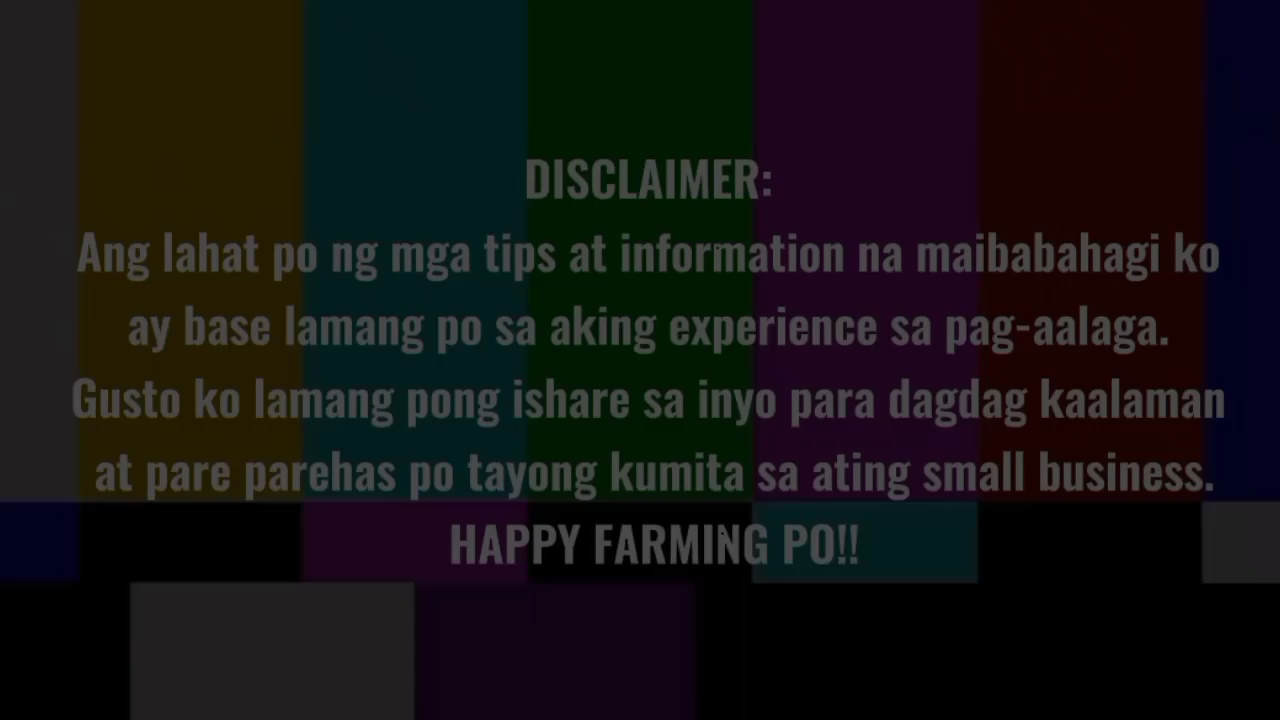 DISCLAIMER:
Ang lahat po ng mga tips at information na maibabahagi ko
ay base lamang po sa aking experience sa pag-aalaga.
Gusto ko lamang pong ishare sa inyo para dagdag kaalaman
at pare parehas po tayong kumita sa ating small business.
HAPPY FARMING PO!!